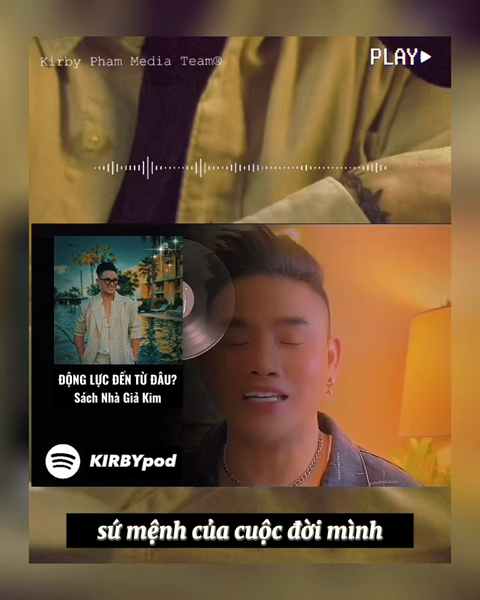 Kirby Pham Media Team®
PLAY
ĐỘNG LỰC ĐẾN TỪ ĐÂU?
Sách Nhà Giả Kim
KIRBYpod
sứ mệnh của cuộc đời mình